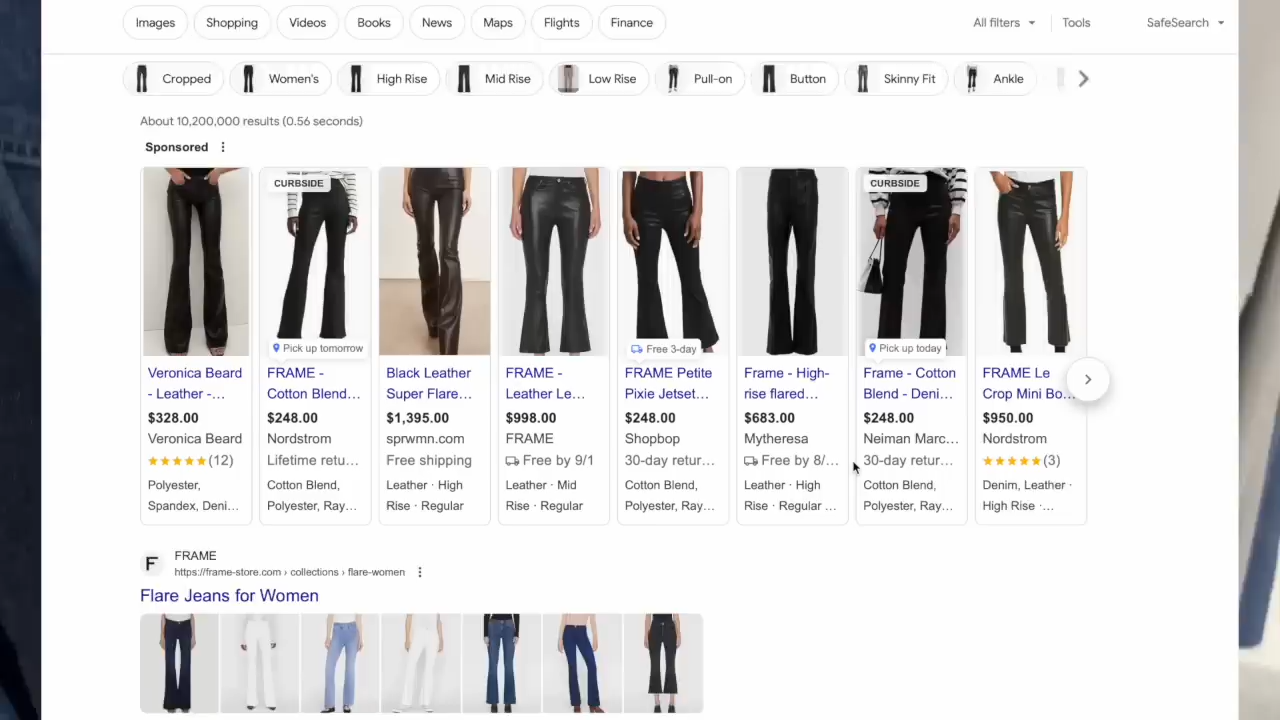 Images Shopping Videos Books News Maps Flights Finance All filters Tools SafeSearch
Cropped Women's High Rise Mid Rise Low Rise Pull-on Button Skinny Fit Ankle
About 10,200,000 results (0.56 seconds)
Sponsored
CURBSIDE
Pick up tomorrow
Free 3-day
CURBSIDE
Pick up today
Veronica Beard
- Leather -...
$328.00
Veronica Beard
(12)
Polyester,
Spandex, Deni...
FRAME -
Cotton Blend...
$248.00
Nordstrom
Lifetime retu...
Cotton Blend,
Polyester, Ray...
Black Leather
Super Flare...
$1,395.00
sprwmn.com
Free shipping
Leather · High
Rise · Regular
FRAME -
Leather Le...
$998.00
FRAME
Free by 9/1
Leather · Mid
Rise · Regular
FRAME Petite
Pixie Jetset...
$248.00
Shopbop
30-day retur...
Cotton Blend,
Polyester, Ray...
Frame - High-
rise flared...
$683.00
Mytheresa
Free by 8/...
Leather · High
Rise · Regular ...
Frame - Cotton
Blend - Deni...
$248.00
Neiman Marc...
30-day retur...
Cotton Blend,
Polyester, Ray...
FRAME Le
Crop Mini Bo...
$950.00
Nordstrom
(3)
Denim, Leather ·
High Rise ·...
F
FRAME
https://frame-store.com › collections › flare-women
Flare Jeans for Women